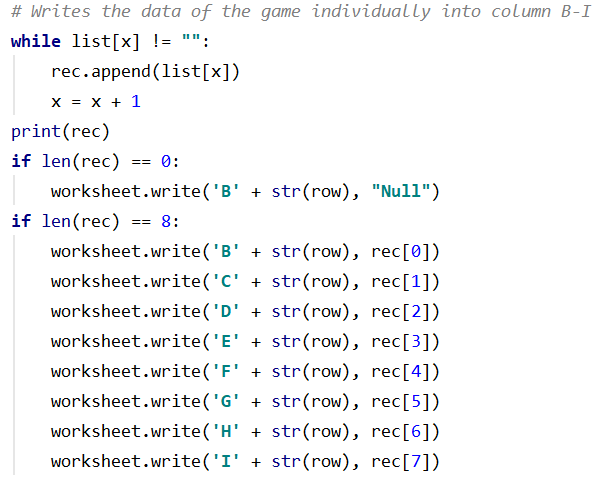 # Writes the data of the game individually into column B-I
while list[x] != "":
    rec.append(list[x])
    x = x + 1
print(rec)
if len(rec) == 0:
    worksheet.write('B' + str(row), "Null")
if len(rec) == 8:
    worksheet.write('B' + str(row), rec[0])
    worksheet.write('C' + str(row), rec[1])
    worksheet.write('D' + str(row), rec[2])
    worksheet.write('E' + str(row), rec[3])
    worksheet.write('F' + str(row), rec[4])
    worksheet.write('G' + str(row), rec[5])
    worksheet.write('H' + str(row), rec[6])
    worksheet.write('I' + str(row), rec[7])